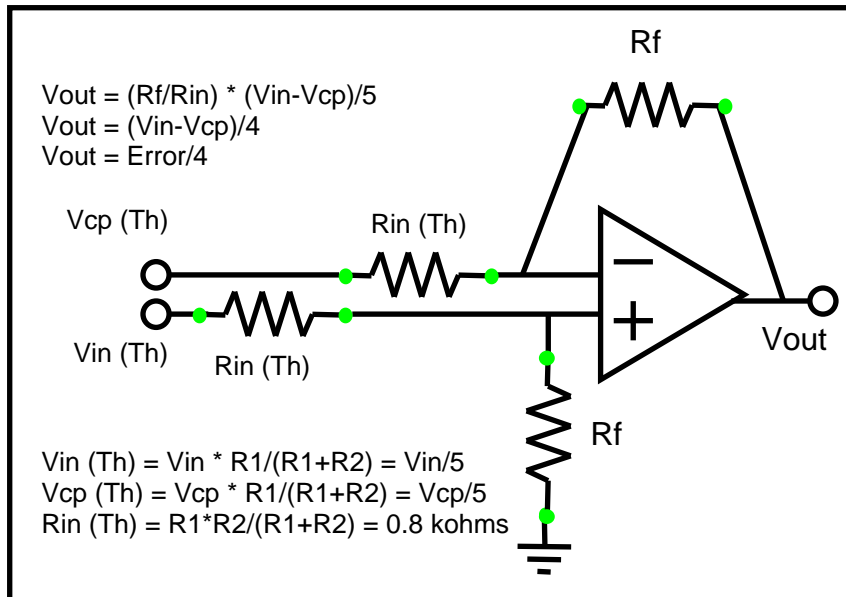 Rf
Vout = (Rf/Rin) * (Vin-Vcp)/5
Vout = (Vin-Vcp)/4
Vout = Error/4
Vcp (Th)
Rin (Th)
Vin (Th)
Rin (Th)
Vout
Rf
Vin (Th) = Vin * R1/(R1+R2) = Vin/5
Vcp (Th) = Vcp * R1/(R1+R2) = Vcp/5
Rin (Th) = R1*R2/(R1+R2) = 0.8 kohms